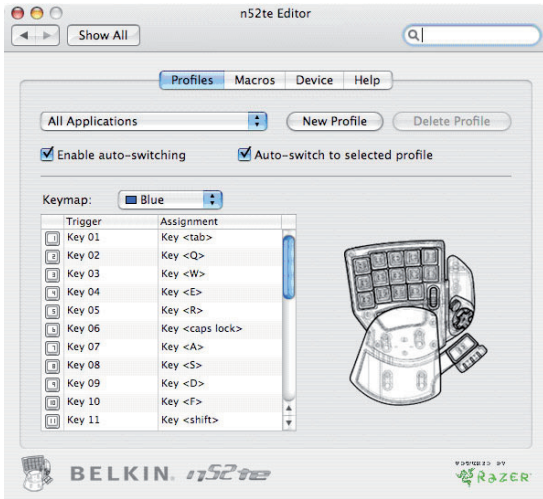 n52te Editor
Show All
Profiles Macros Device Help
All Applications New Profile Delete Profile
Enable auto-switching Auto-switch to selected profile
Keymap: Blue
Trigger Assignment
Key 01 Key <tab>
Key 02 Key <Q>
Key 03 Key <W>
Key 04 Key <E>
Key 05 Key <R>
Key 06 Key <caps lock>
Key 07 Key <A>
Key 08 Key <S>
Key 09 Key <D>
Key 10 Key <F>
Key 11 Key <shift>
BELKIN. n52te POWERED BY
RAZER